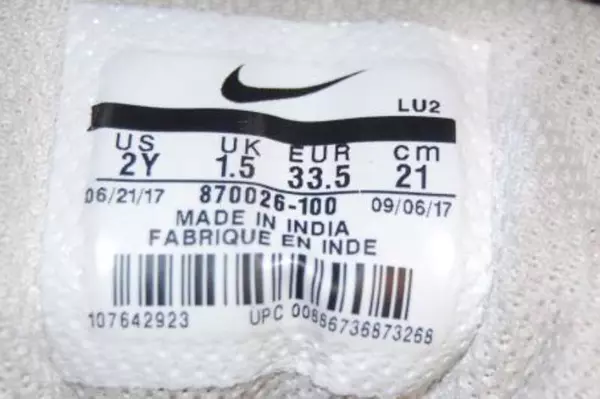 LU2
US UK EUR cm
2Y 1.5 33.5 21
06/21/17 870026-100 09/06/17
MADE IN INDIA
FABRIQUE EN INDE
107642923 UPC 00886736873268